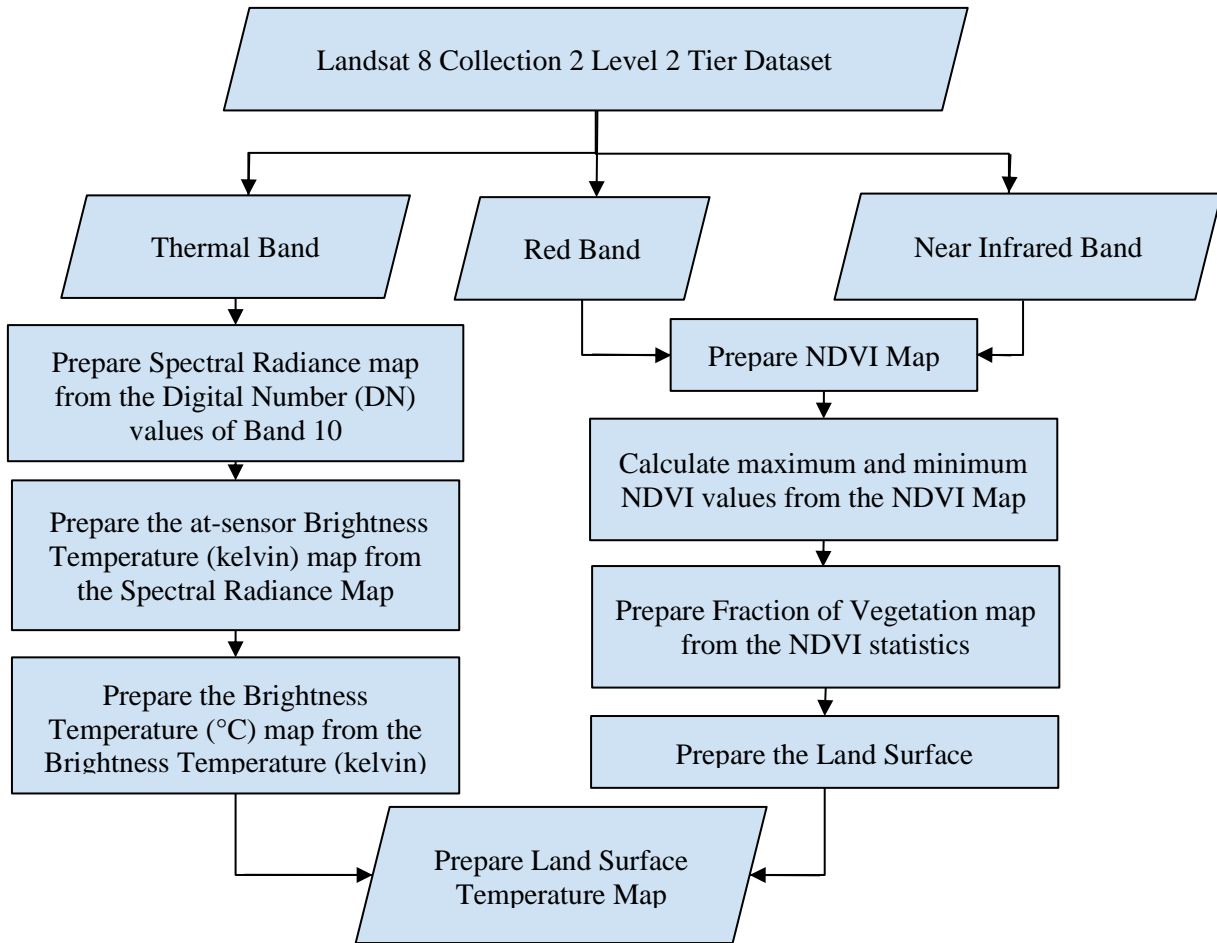 Landsat 8 Collection 2 Level 2 Tier Dataset
Thermal Band
Red Band
Near Infrared Band
Prepare Spectral Radiance map
from the Digital Number (DN)
values of Band 10
Prepare the at-sensor Brightness
Temperature (kelvin) map from
the Spectral Radiance Map
Prepare the Brightness
Temperature (°C) map from the
Brightness Temperature (kelvin)
Prepare NDVI Map
Calculate maximum and minimum
NDVI values from the NDVI Map
Prepare Fraction of Vegetation map
from the NDVI statistics
Prepare the Land Surface
Prepare Land Surface
Temperature Map